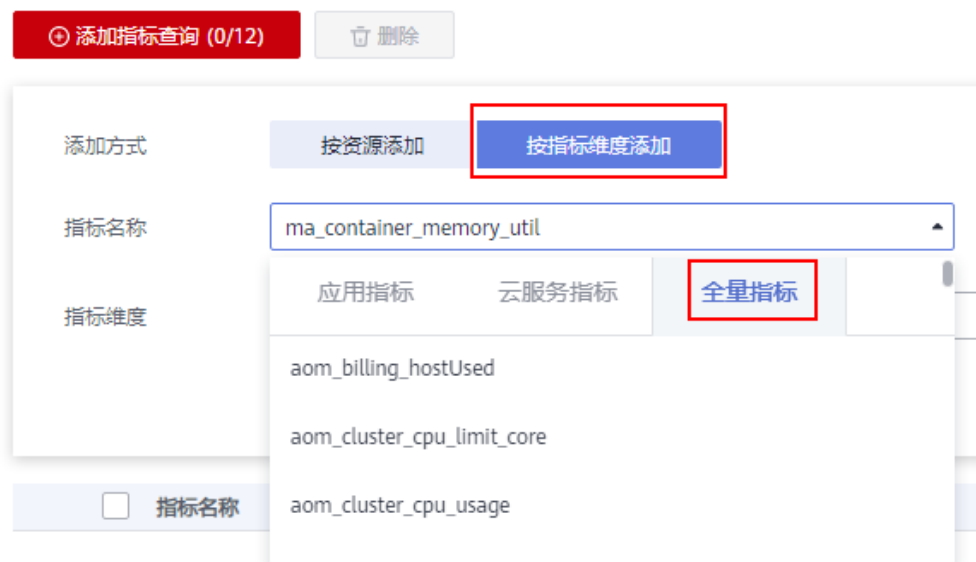 添加指标查询 (0/12) 删除
添加方式 按资源添加 按指标维度添加
指标名称 ma_container_memory_util
应用指标 云服务指标 全量指标
指标维度
aom_billing_hostUsed
aom_cluster_cpu_limit_core
指标名称 aom_cluster_cpu_usage